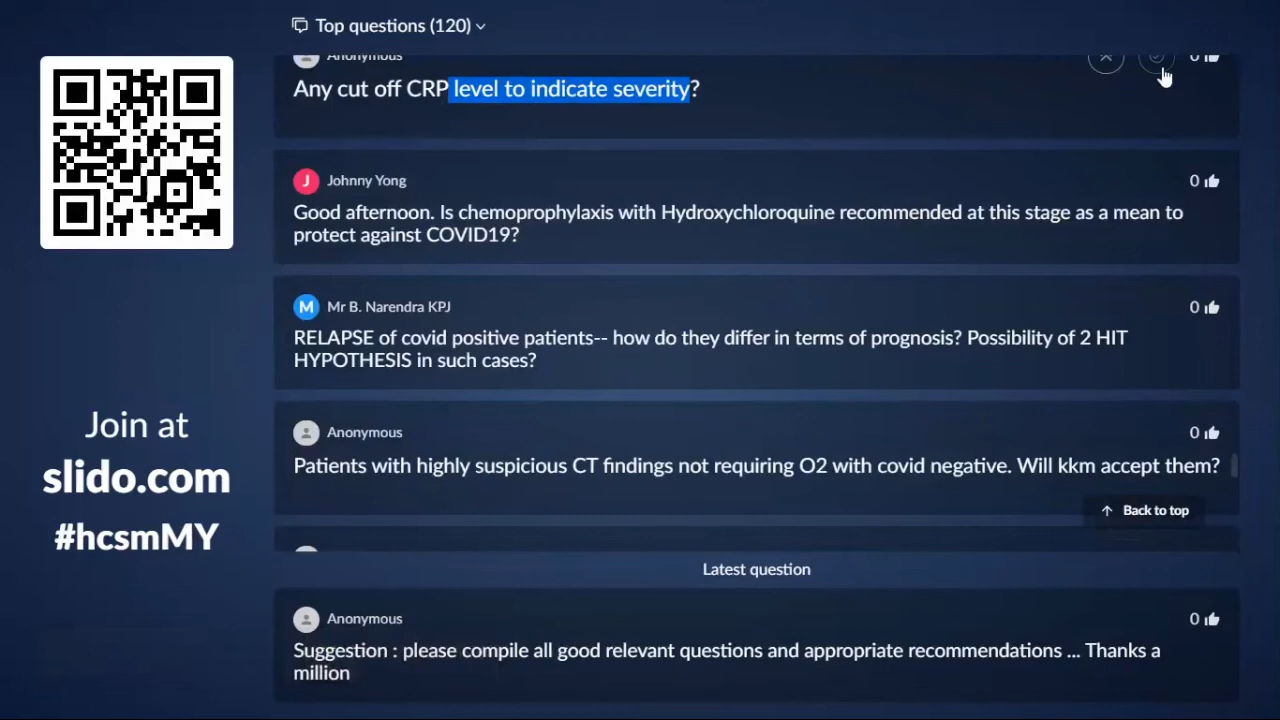 Top questions (120)
Anonymous
0
Any cut off CRP level to indicate severity?
J
Johnny Yong
0
Good afternoon. Is chemoprophylaxis with Hydroxychloroquine recommended at this stage as a mean to
protect against COVID19?
M
Mr B. Narendra KPJ
0
RELAPSE of covid positive patients-- how do they differ in terms of prognosis? Possibility of 2 HIT
HYPOTHESIS in such cases?
Anonymous
0
Patients with highly suspicious CT findings not requiring O2 with covid negative. Will kkm accept them?
Back to top
Join at
slido.com
#hcsmMY
Latest question
Anonymous
0
Suggestion : please compile all good relevant questions and appropriate recommendations ... Thanks a
million